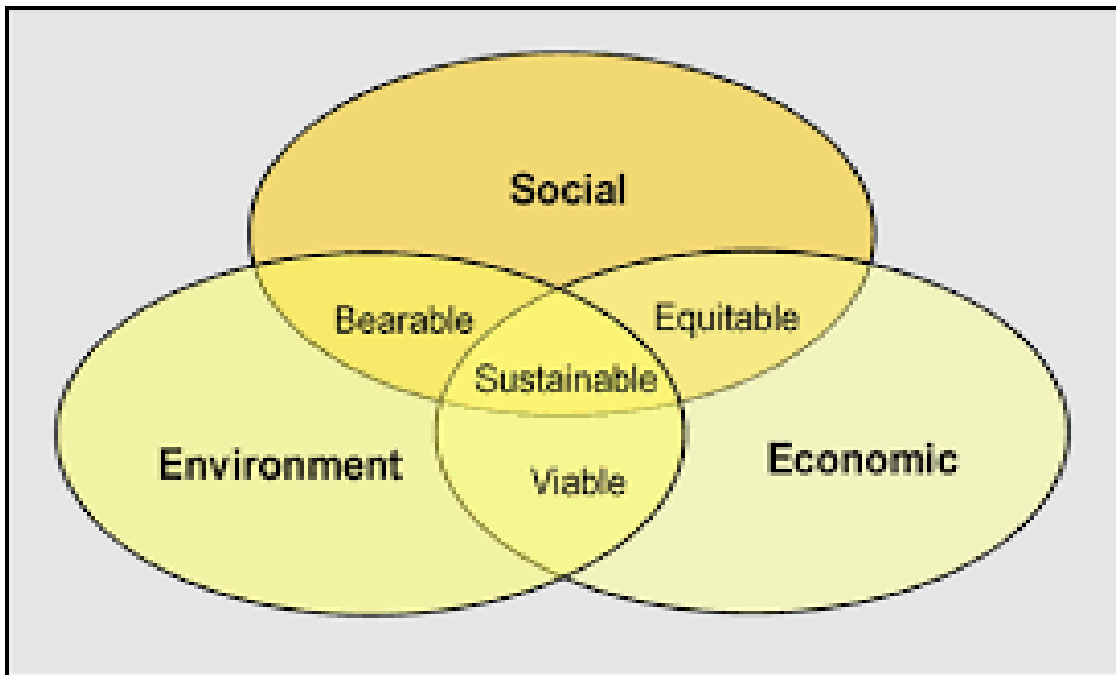 Social
Bearable
Equitable
Sustainable
Environment
Economic
Viable